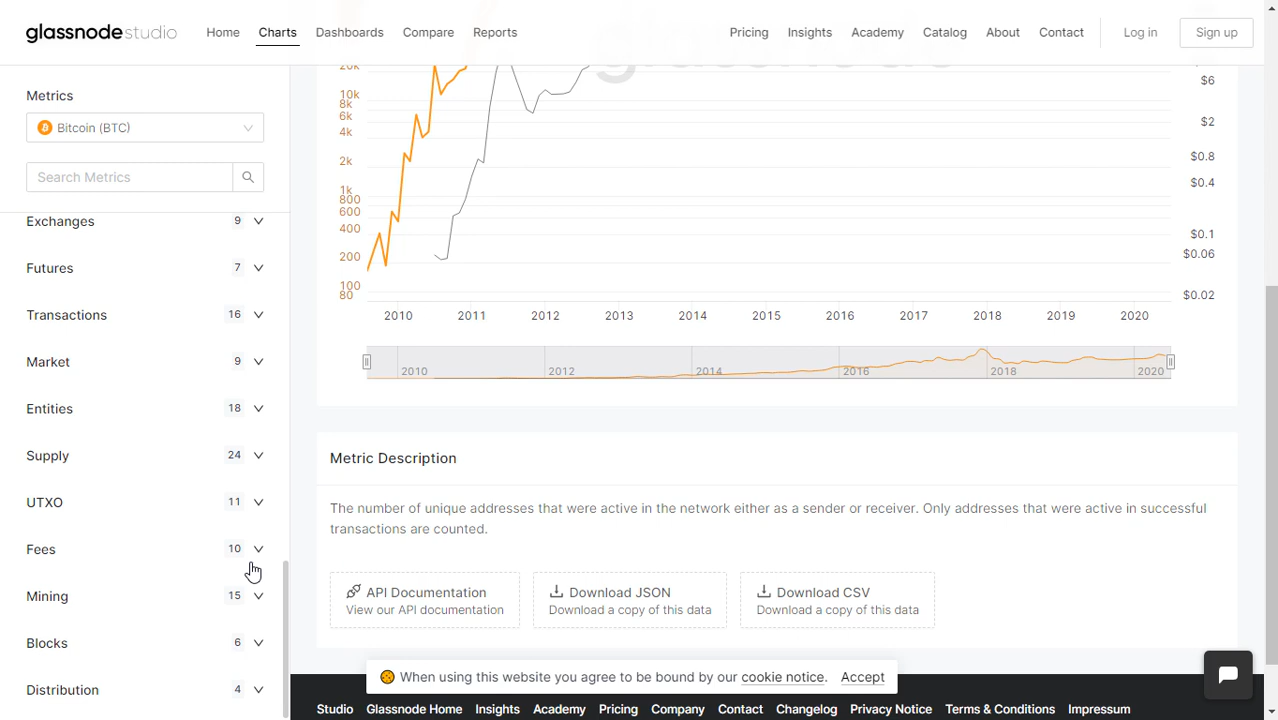 glassnodestudio Home Charts Dashboards Compare Reports Pricing Insights Academy Catalog About Contact Log in Sign up
Metrics
Bitcoin (BTC)
Search Metrics
Exchanges 9
Futures 7
Transactions 16
Market 9
Entities 18
Supply 24
UTXO 11
Fees 10
Mining 15
Blocks 6
Distribution 4
glassnode
20k
10k
8k
6k
4k
2k
1k
800
600
400
200
100
80
$6
$2
$0.8
$0.4
$0.1
$0.06
$0.02
2010 2011 2012 2013 2014 2015 2016 2017 2018 2019 2020
2010 2012 2014 2016 2018 2020
Metric Description
The number of unique addresses that were active in the network either as a sender or receiver. Only addresses that were active in successful
transactions are counted.
API Documentation
View our API documentation
Download JSON
Download a copy of this data
Download CSV
Download a copy of this data
When using this website you agree to be bound by our cookie notice. Accept
Studio Glassnode Home Insights Academy Pricing Company Contact Changelog Privacy Notice Terms & Conditions Impressum